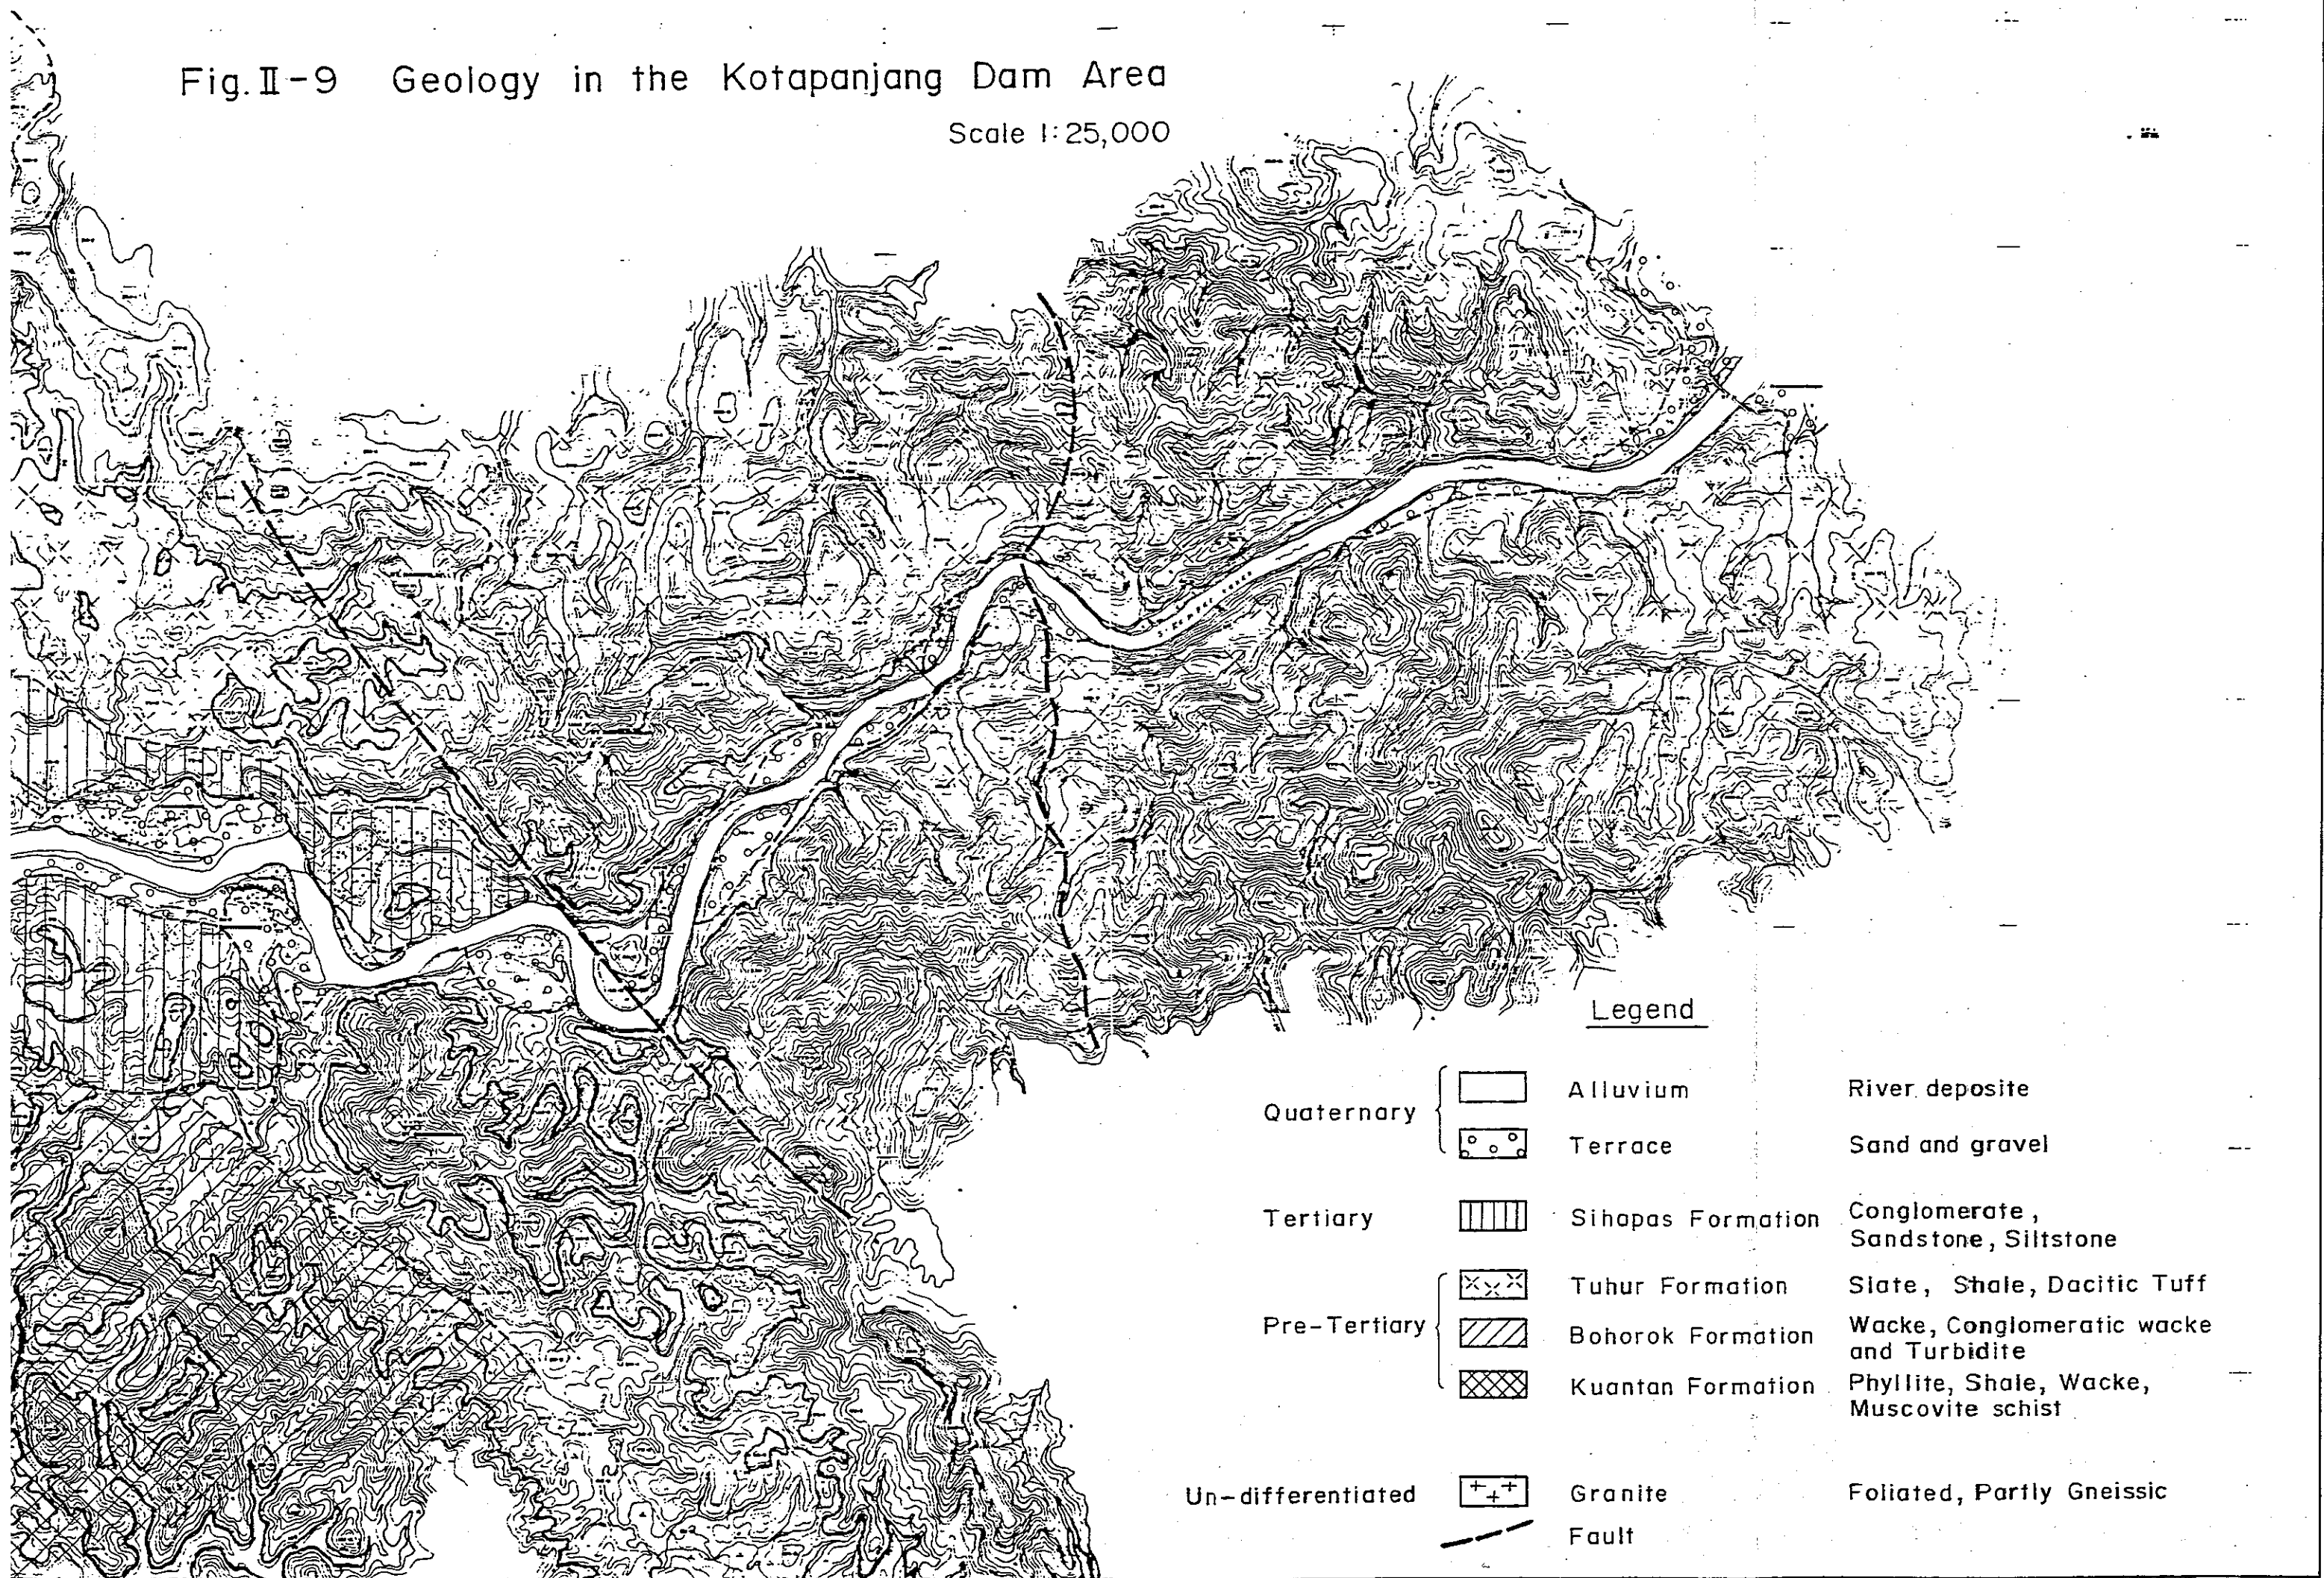 Fig. II-9 Geology in the Kotapanjang Dam Area
Scale 1:25,000
Legend
Quaternary
Alluvium River deposite
Terrace Sand and gravel
Tertiary
Sihapas Formation Conglomerate,
Sandstone, Siltstone
Pre-Tertiary
Tuhur Formation Slate, Shale, Dacitic Tuff
Bohorok Formation Wacke, Conglomeratic wacke
and Turbidite
Kuantan Formation Phyllite, Shale, Wacke,
Muscovite schist
Un-differentiated
Granite Foliated, Partly Gneissic
Fault